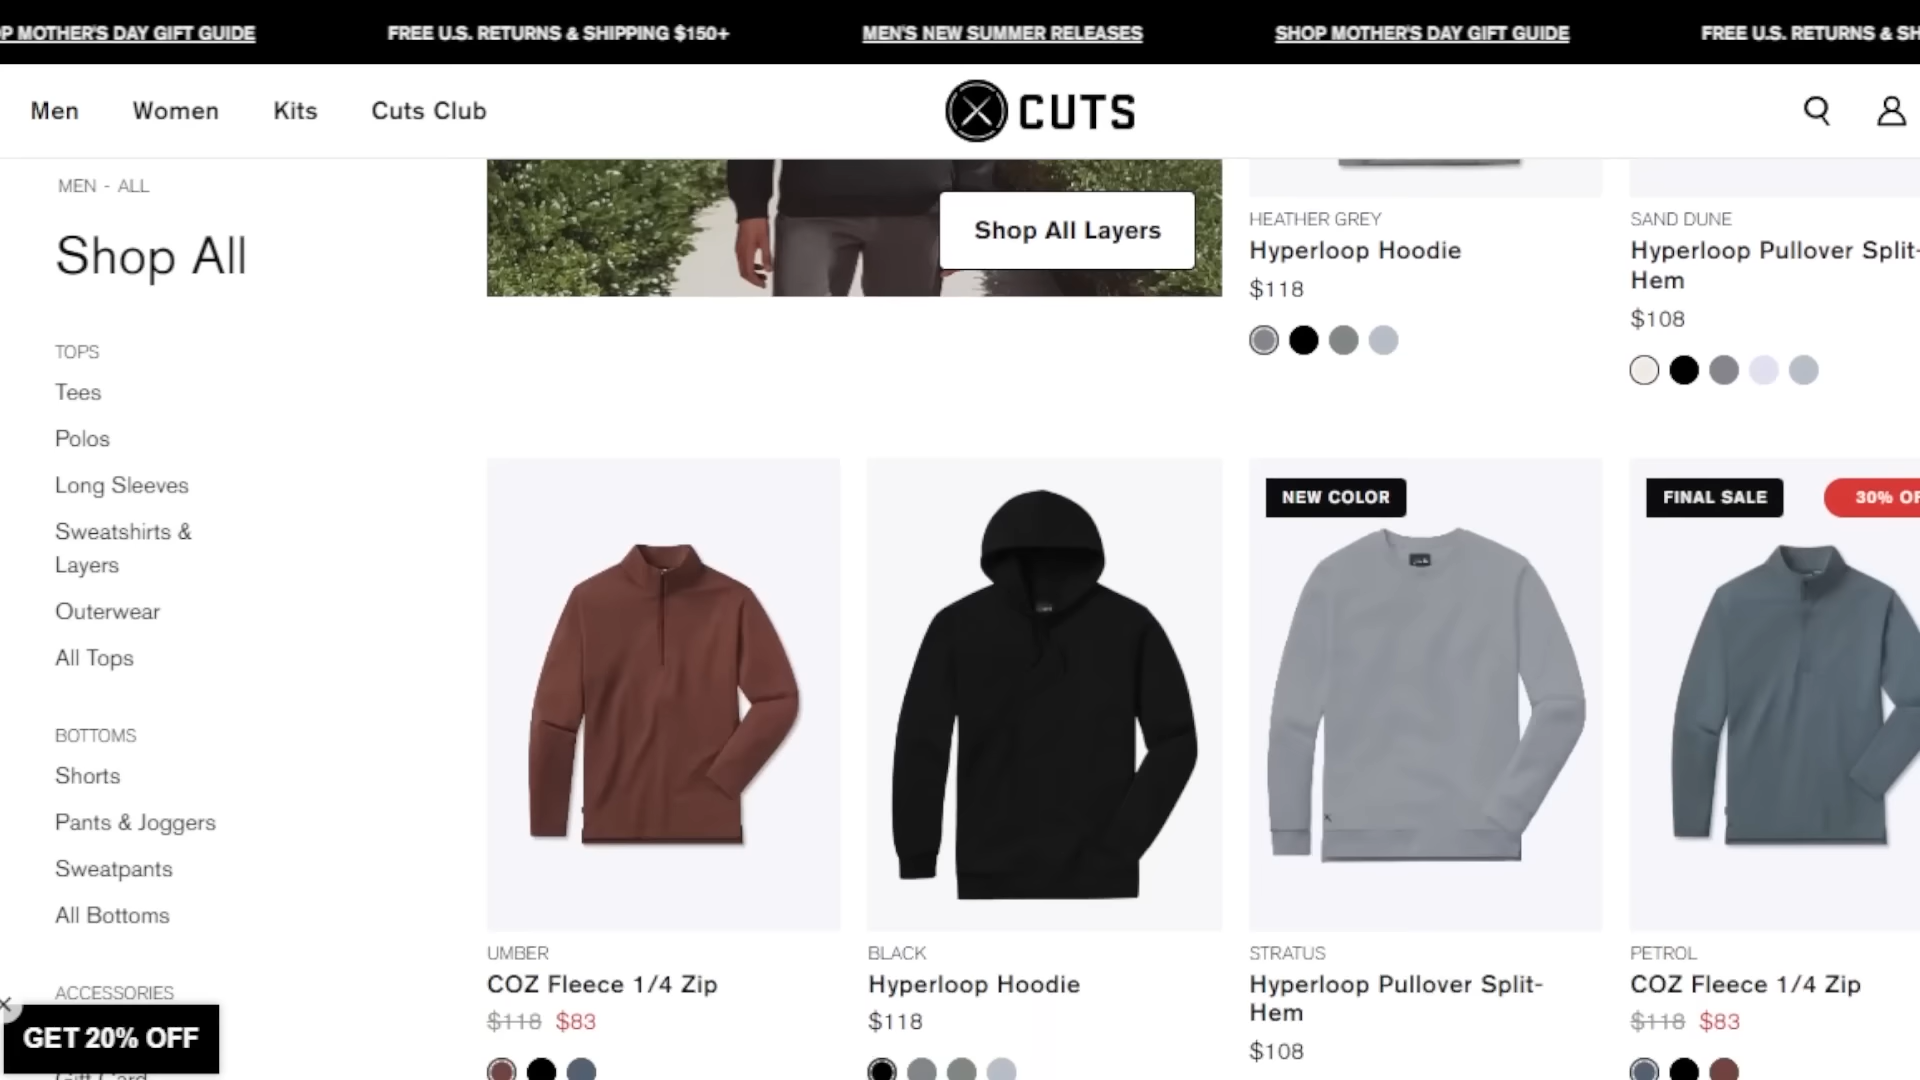 P MOTHER'S DAY GIFT GUIDE
FREE U.S. RETURNS & SHIPPING $150+
MEN'S NEW SUMMER RELEASES
SHOP MOTHER'S DAY GIFT GUIDE
FREE U.S. RETURNS & SH
Men
Women
Kits
Cuts Club
CUTS
MEN - ALL
Shop All
TOPS
Tees
Polos
Long Sleeves
Sweatshirts &
Layers
Outerwear
All Tops
BOTTOMS
Shorts
Pants & Joggers
Sweatpants
All Bottoms
ACCESSORIES
GET 20% OFF
Gift Card
Shop All Layers
HEATHER GREY
Hyperloop Hoodie
$118
SAND DUNE
Hyperloop Pullover Split-
Hem
$108
UMBER
COZ Fleece 1/4 Zip
$118 $83
BLACK
Hyperloop Hoodie
$118
NEW COLOR
STRATUS
Hyperloop Pullover Split-
Hem
$108
FINAL SALE
30% OF
PETROL
COZ Fleece 1/4 Zip
$118 $83